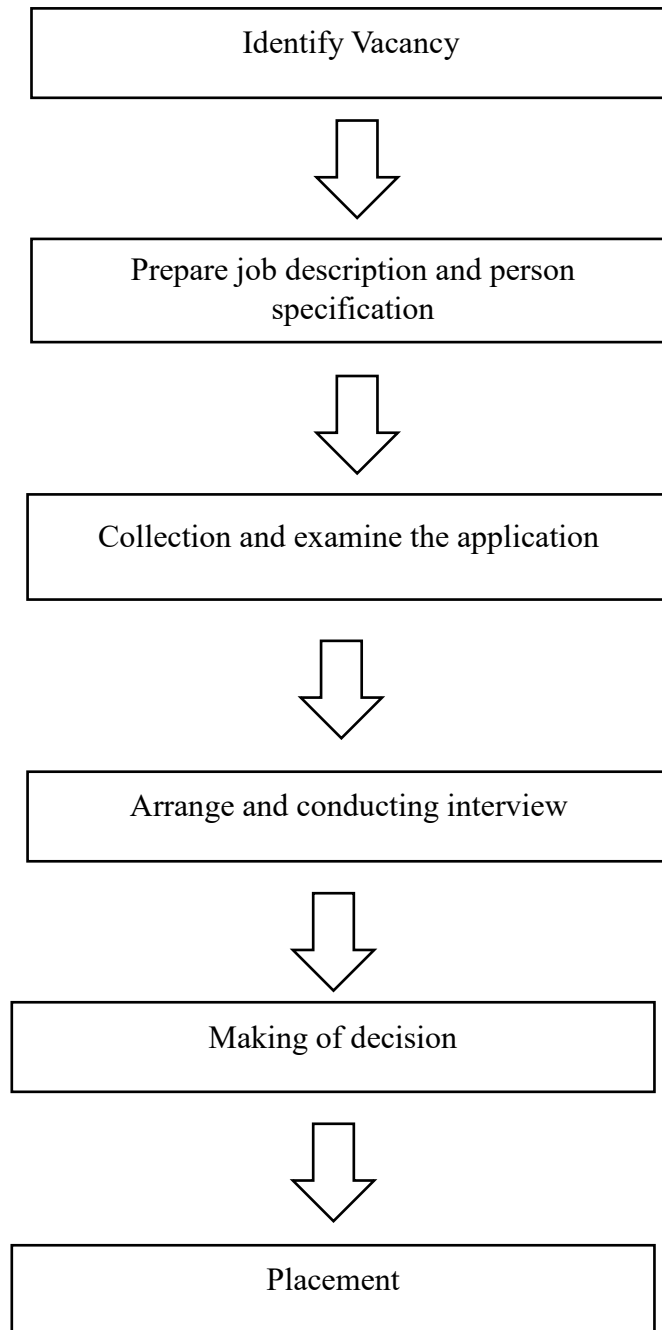 Identify Vacancy
Prepare job description and person
specification
Collection and examine the application
Arrange and conducting interview
Making of decision
Placement